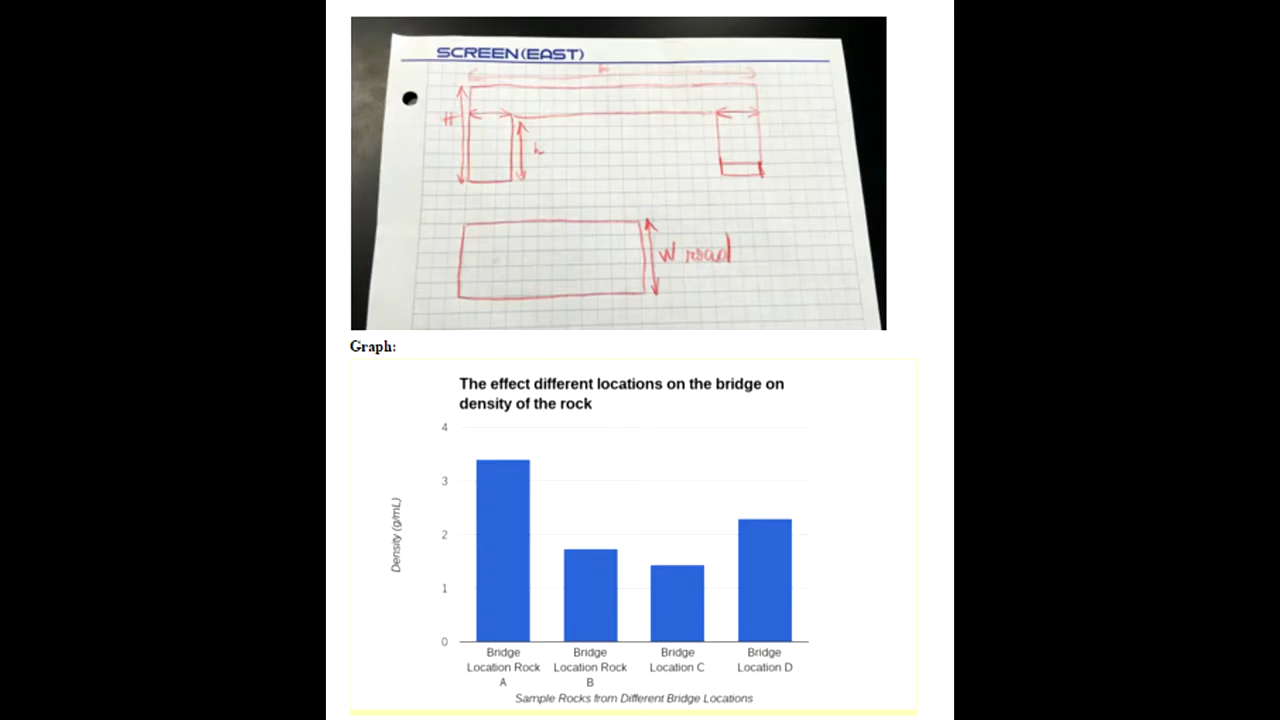 SCREEN(EAST)
H
h
W road
Graph:
The effect different locations on the bridge on
density of the rock
4
3
2
1
0
Density (g/mL)
Bridge
Location Rock
A
Bridge
Location Rock
B
Bridge
Location C
Bridge
Location D
Sample Rocks from Different Bridge Locations